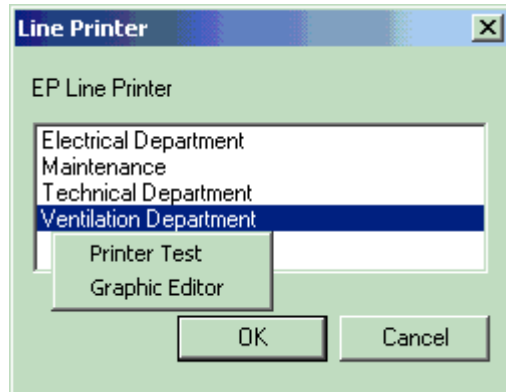 Line Printer
EP Line Printer
Electrical Department
Maintenance
Technical Department
Ventilation Department
Printer Test
Graphic Editor
OK Cancel